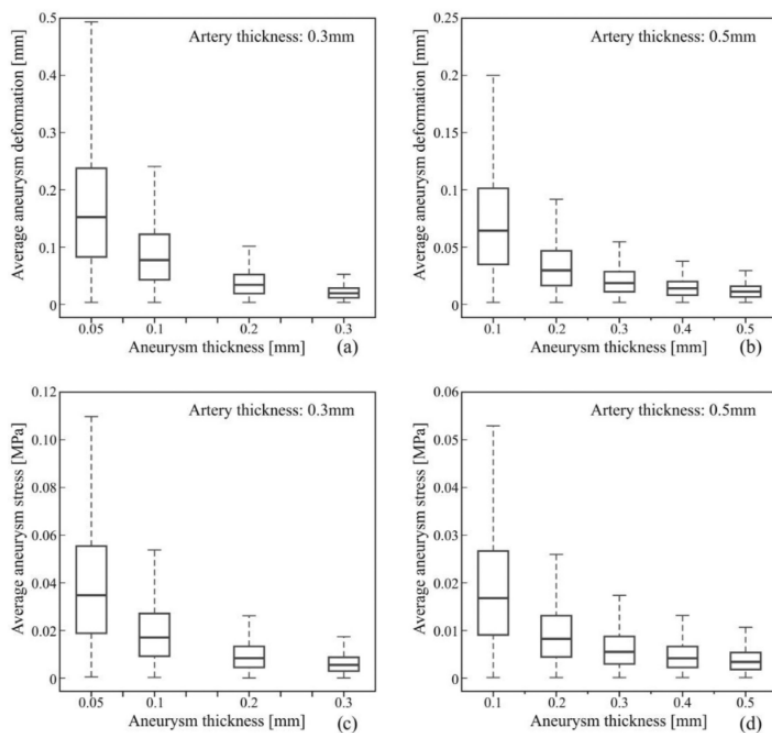 Artery thickness: 0.3mm
Average aneurysm deformation [mm]
0.5
0.4
0.3
0.2
0.1
0
0.05 0.1 0.2 0.3
Aneurysm thickness [mm] (a)
Artery thickness: 0.5mm
Average aneurysm deformation [mm]
0.25
0.20
0.15
0.10
0.05
0
0.1 0.2 0.3 0.4 0.5
Aneurysm thickness [mm] (b)
Artery thickness: 0.3mm
Average aneurysm stress [MPa]
0.12
0.10
0.08
0.06
0.04
0.02
0
0.05 0.1 0.2 0.3
Aneurysm thickness [mm] (c)
Artery thickness: 0.5mm
Average aneurysm stress [MPa]
0.06
0.05
0.04
0.03
0.02
0.01
0
0.1 0.2 0.3 0.4 0.5
Aneurysm thickness [mm] (d)